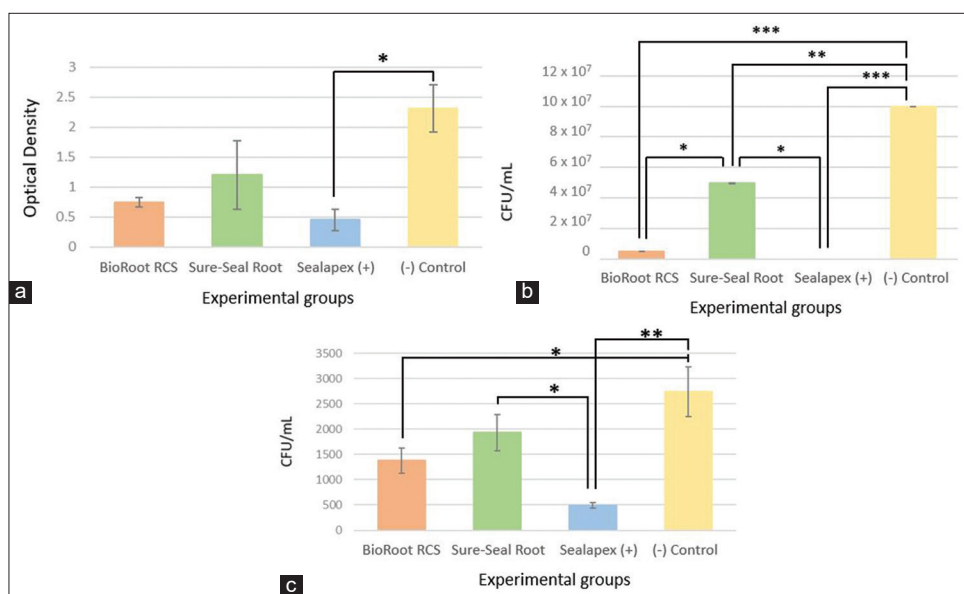 *
3
2.5
2
1.5
1
0.5
0
Optical Density
BioRoot RCS Sure-Seal Root Sealapex (+) (-) Control
Experimental groups
a
***
**
***
*
*
12 x 10⁷
10 x 10⁷
8 x 10⁷
6 x 10⁷
4 x 10⁷
2 x 10⁷
0
CFU/mL
BioRoot RCS Sure-Seal Root Sealapex (+) (-) Control
Experimental groups
b
**
*
*
3500
3000
2500
2000
1500
1000
500
0
CFU/mL
BioRoot RCS Sure-Seal Root Sealapex (+) (-) Control
Experimental groups
c